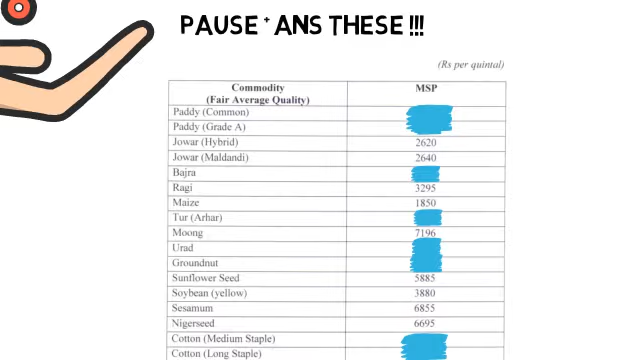 PAUSE + ANS THESE !!!
(Rs per quintal)
Commodity MSP
(Fair Average Quality)
Paddy (Common)
Paddy (Grade A)
Jowar (Hybrid) 2620
Jowar (Maldandi) 2640
Bajra
Ragi 3295
Maize 1850
Tur (Arhar)
Moong 7196
Urad
Groundnut
Sunflower Seed 5885
Soybean (yellow) 3880
Sesamum 6855
Nigerseed 6695
Cotton (Medium Staple)
Cotton (Long Staple)